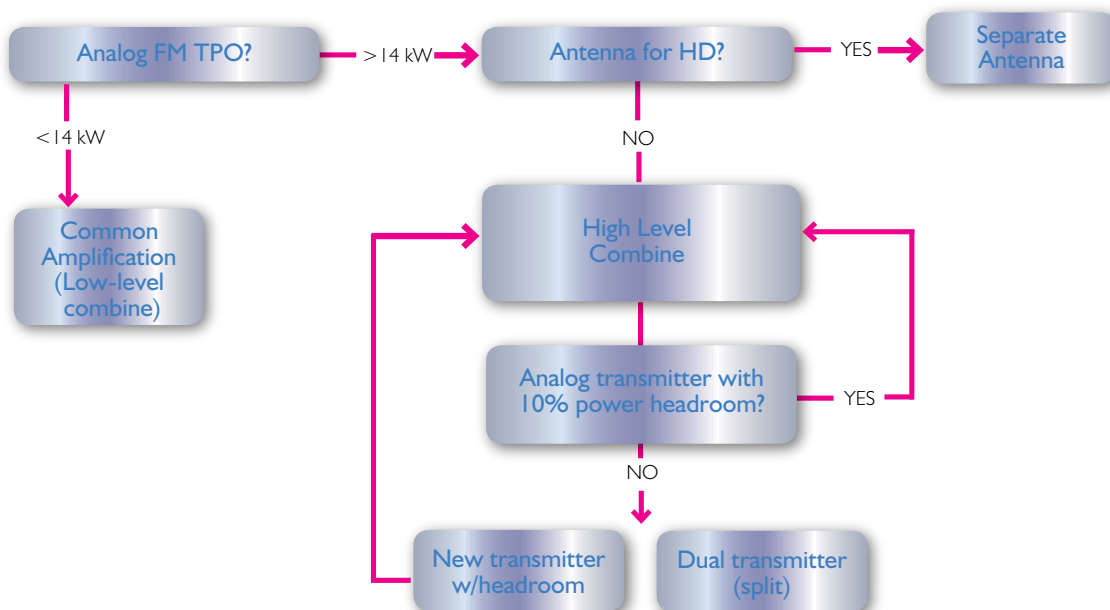 Analog FM TPO?
>14 kW
Antenna for HD?
YES
Separate
Antenna
<14 kW
NO
Common
Amplification
(Low-level
combine)
High Level
Combine
Analog transmitter with
10% power headroom?
YES
NO
New transmitter
w/headroom
Dual transmitter
(split)